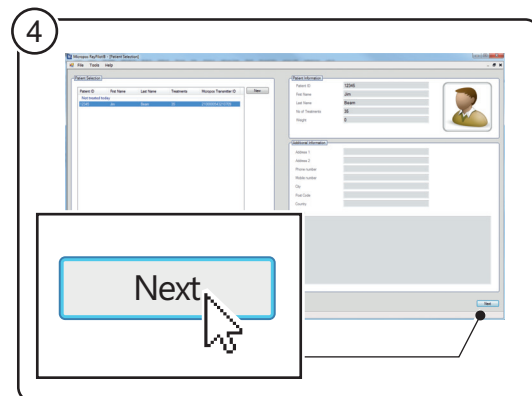 4
Micropos RayPilot® - [Patient Selection]
File Tools Help
Patient Selection
Patient ID First Name Last Name Treatments Micropos Transmitter ID
Not treated today
12345 Jim Beam 38
New
Patient Information
Patient ID 12345
First Name Jim
Last Name Beam
No of Treatments 38
Weight 0
Additional Information
Address 1
Address 2
Phone number
Mobile number
City
Post Code
Country
Next
Next